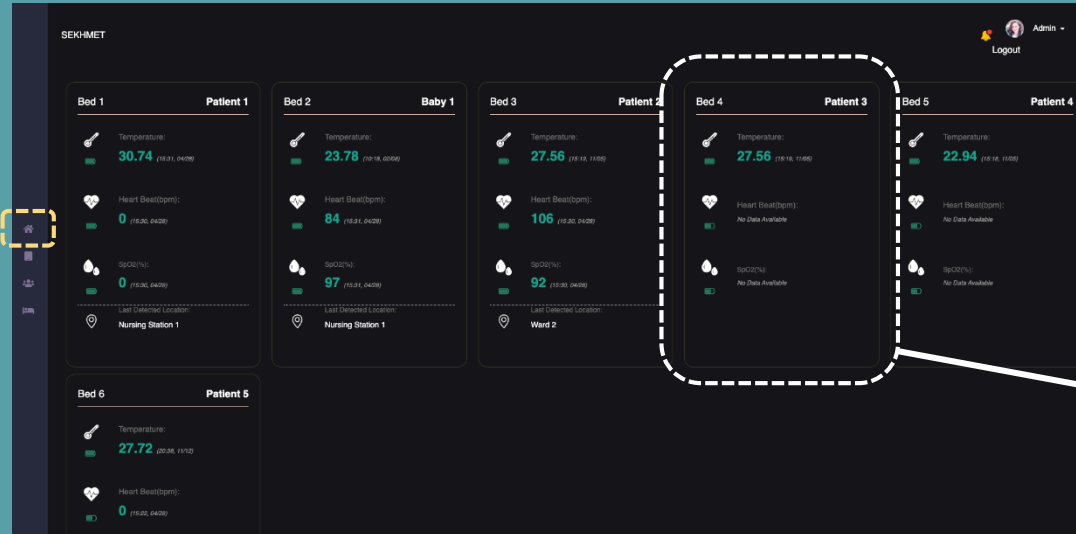 SEKHMET
Admin
Logout
Bed 1 Patient 1
Temperature:
30.74 (15:31, 04/28)
Heart Beat(bpm):
0 (15:30, 04/28)
SpO2(%):
0 (15:30, 04/28)
Last Detected Location:
Nursing Station 1
Bed 2 Baby 1
Temperature:
23.78
Heart Beat(bpm):
84 (15:31, 04/28)
SpO2(%):
97 (15:31, 04/28)
Last Detected Location:
Nursing Station 1
Bed 3 Patient 2
Temperature:
27.56 (15:19, 11/05)
Heart Beat(bpm):
106 (15:30, 04/28)
SpO2(%):
92 (15:30, 04/28)
Last Detected Location:
Ward 2
Bed 4 Patient 3
Temperature:
27.56 (15:19, 11/05)
Heart Beat(bpm):
No Data Available
SpO2(%):
No Data Available
Bed 5 Patient 4
Temperature:
22.94 (15:18, 11/05)
Heart Beat(bpm):
No Data Available
SpO2(%):
No Data Available
Bed 6 Patient 5
Temperature:
27.72 (20:38, 11/12)
Heart Beat(bpm):
0 (15:22, 04/28)